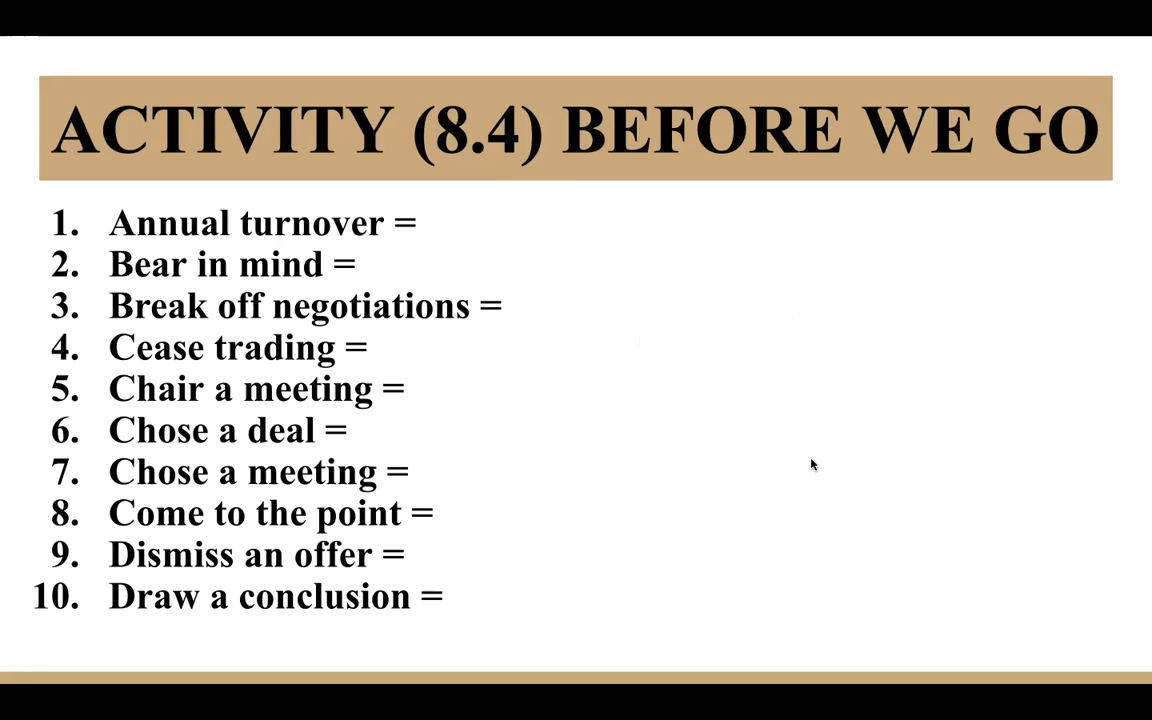 ACTIVITY (8.4) BEFORE WE GO
1. Annual turnover =
2. Bear in mind =
3. Break off negotiations =
4. Cease trading =
5. Chair a meeting =
6. Chose a deal =
7. Chose a meeting =
8. Come to the point =
9. Dismiss an offer =
10. Draw a conclusion =